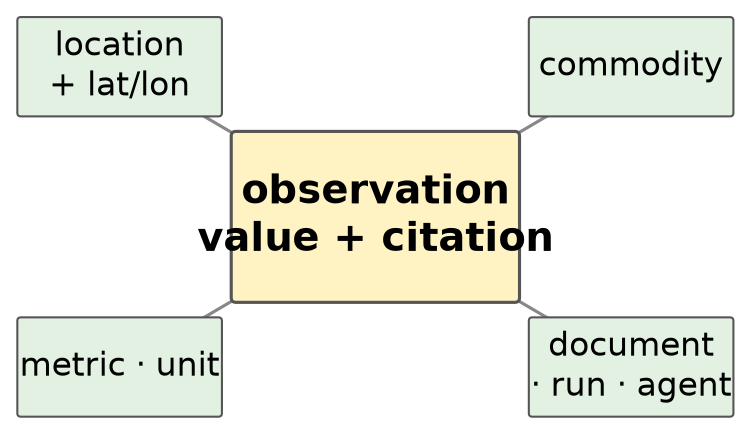 location
+ lat/lon
commodity
observation
value + citation
metric · unit
document
· run · agent